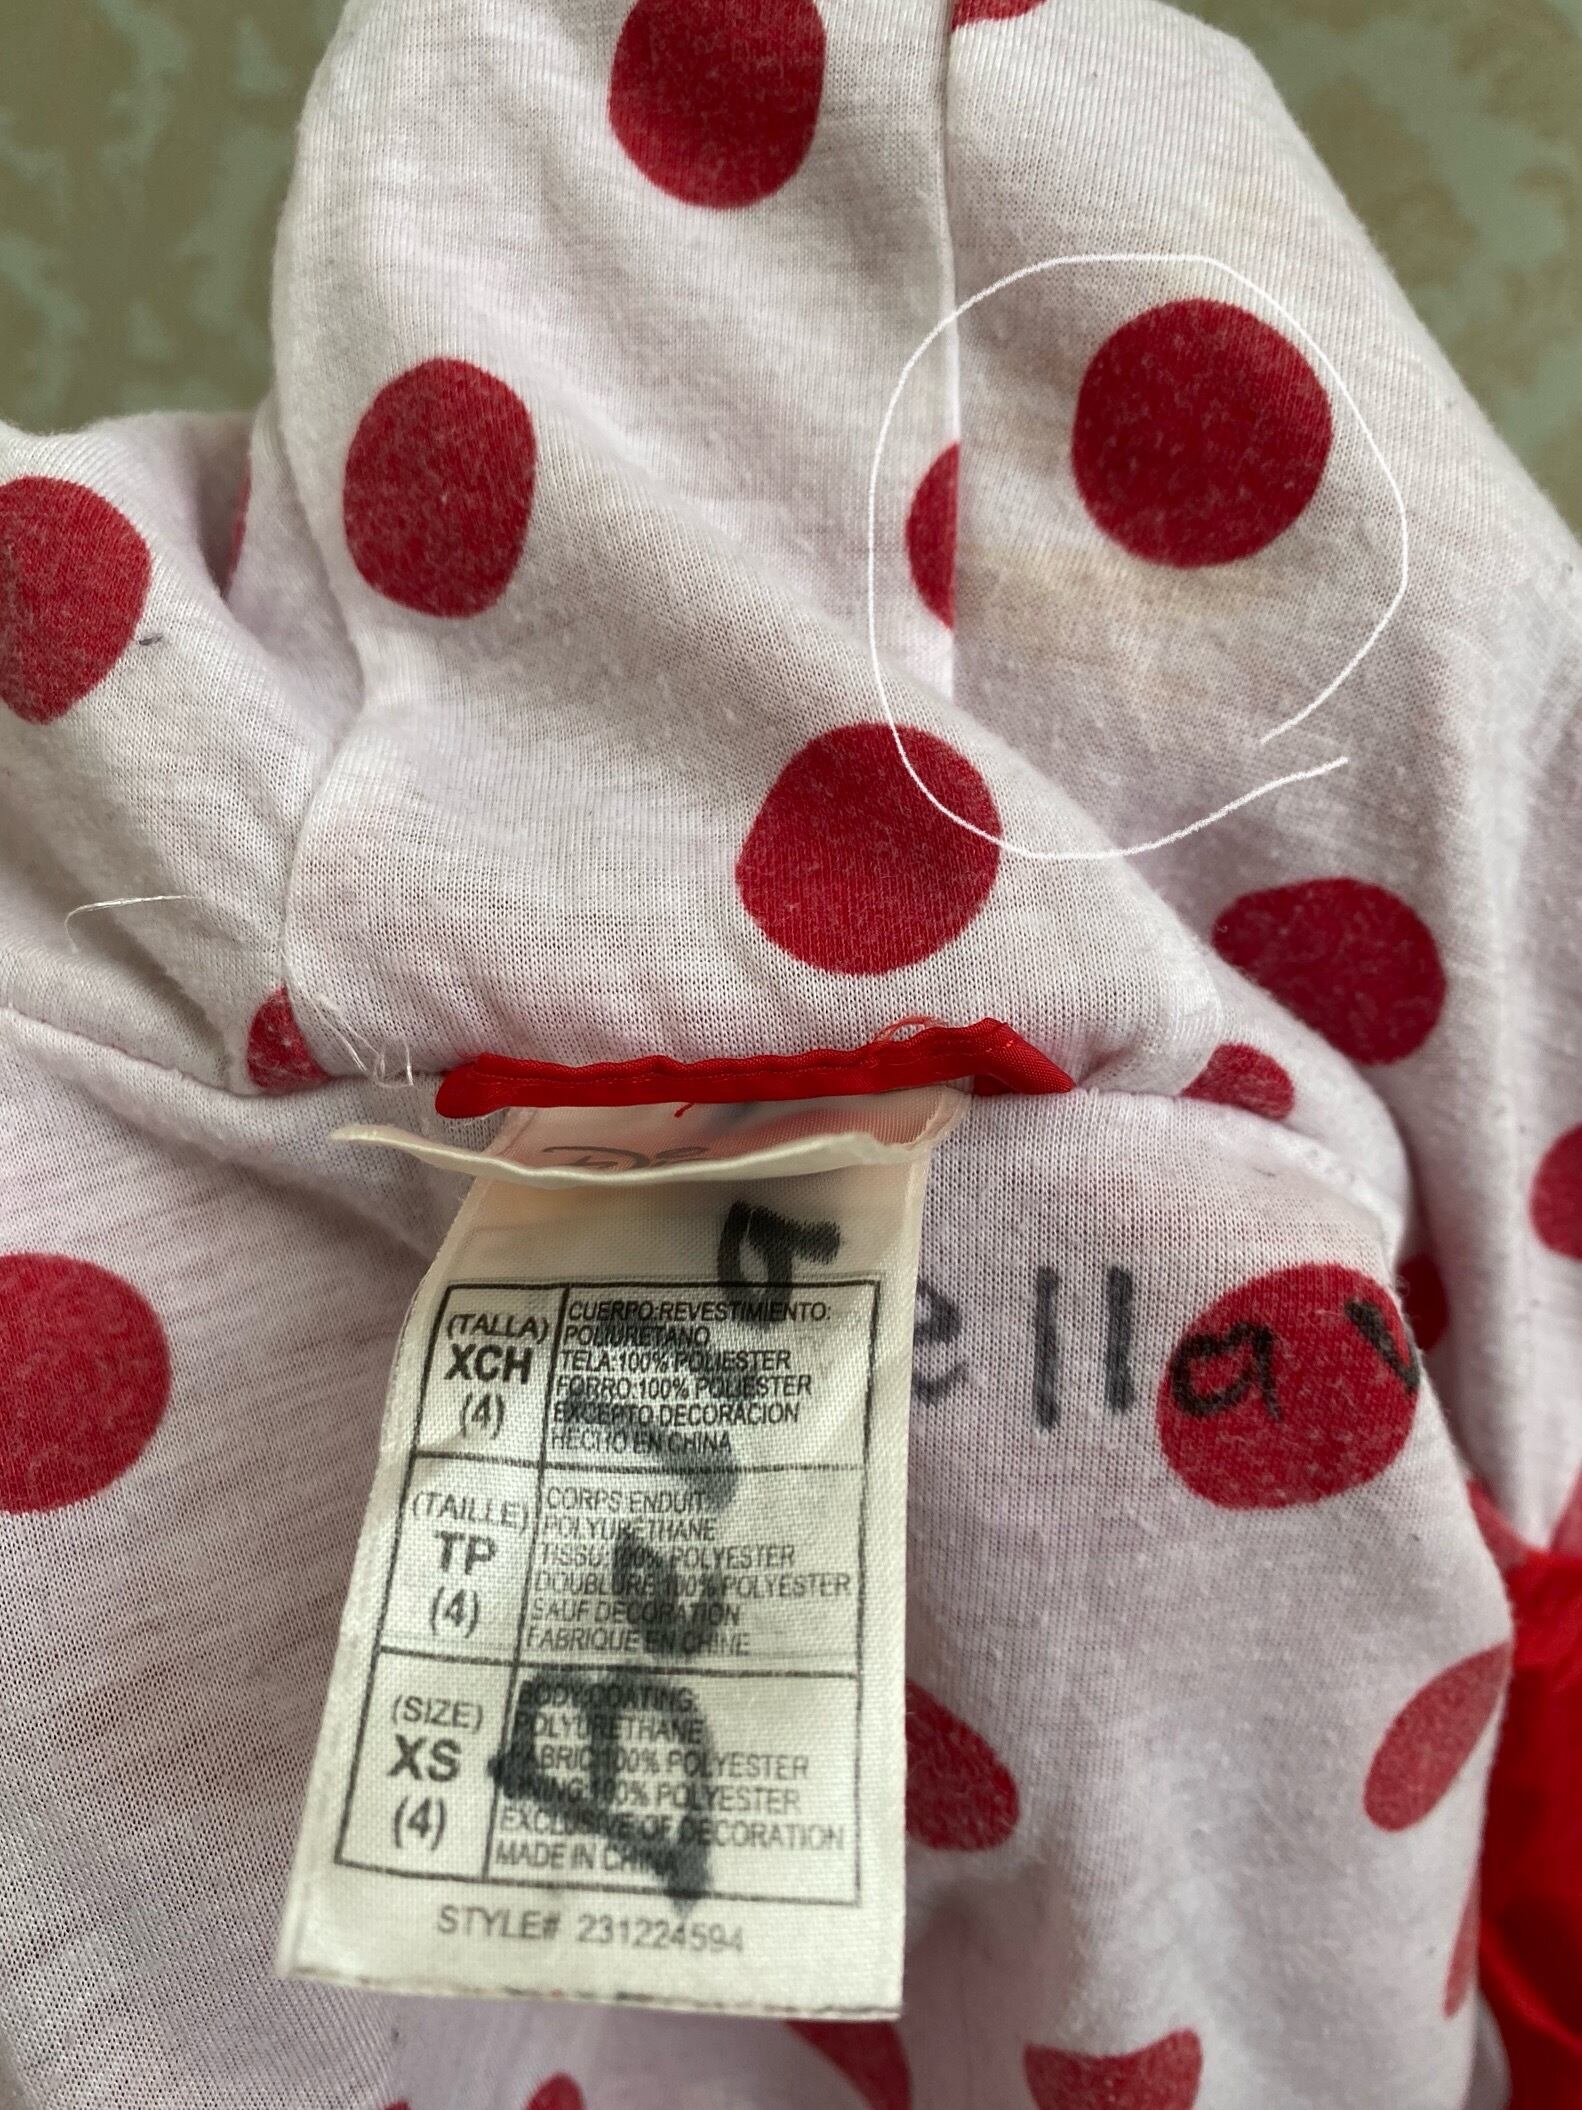 ella
(TALLA)
XCH
(4)
CUERPO:REVESTIMIENTO:
POLIURETANO
TELA:100% POLIESTER
FORRO:100% POLIESTER
EXCEPTO DECORACION
HECHO EN CHINA
(TAILLE)
TP
(4)
CORPS ENDUIT:
POLYURETHANE
TISSU:100% POLYESTER
DOUBLURE:100% POLYESTER
SAUF DECORATION
FABRIQUE EN CHINE
(SIZE)
XS
(4)
BODY:COATING:
POLYURETHANE
FABRIC:100% POLYESTER
LINING:100% POLYESTER
EXCLUSIVE OF DECORATION
MADE IN CHINA
STYLE# 231224594